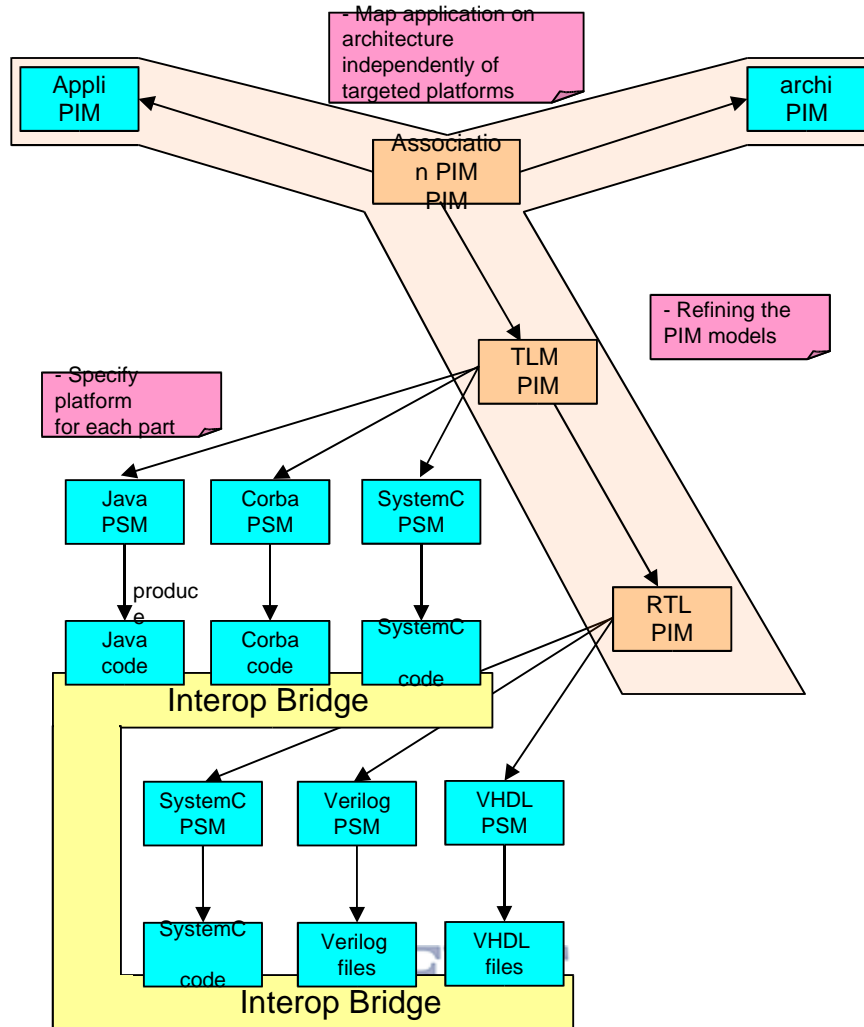 - Map application on
architecture
independently of
targeted platforms
Appli
PIM
archi
PIM
Associatio
n PIM
PIM
- Refining the
PIM models
TLM
PIM
- Specify
platform
for each part
Java
PSM
Corba
PSM
SystemC
PSM
produc
e
RTL
PIM
Java
code
Corba
code
SystemC
code
Interop Bridge
SystemC
PSM
Verilog
PSM
VHDL
PSM
SystemC
code
Verilog
files
VHDL
files
Interop Bridge